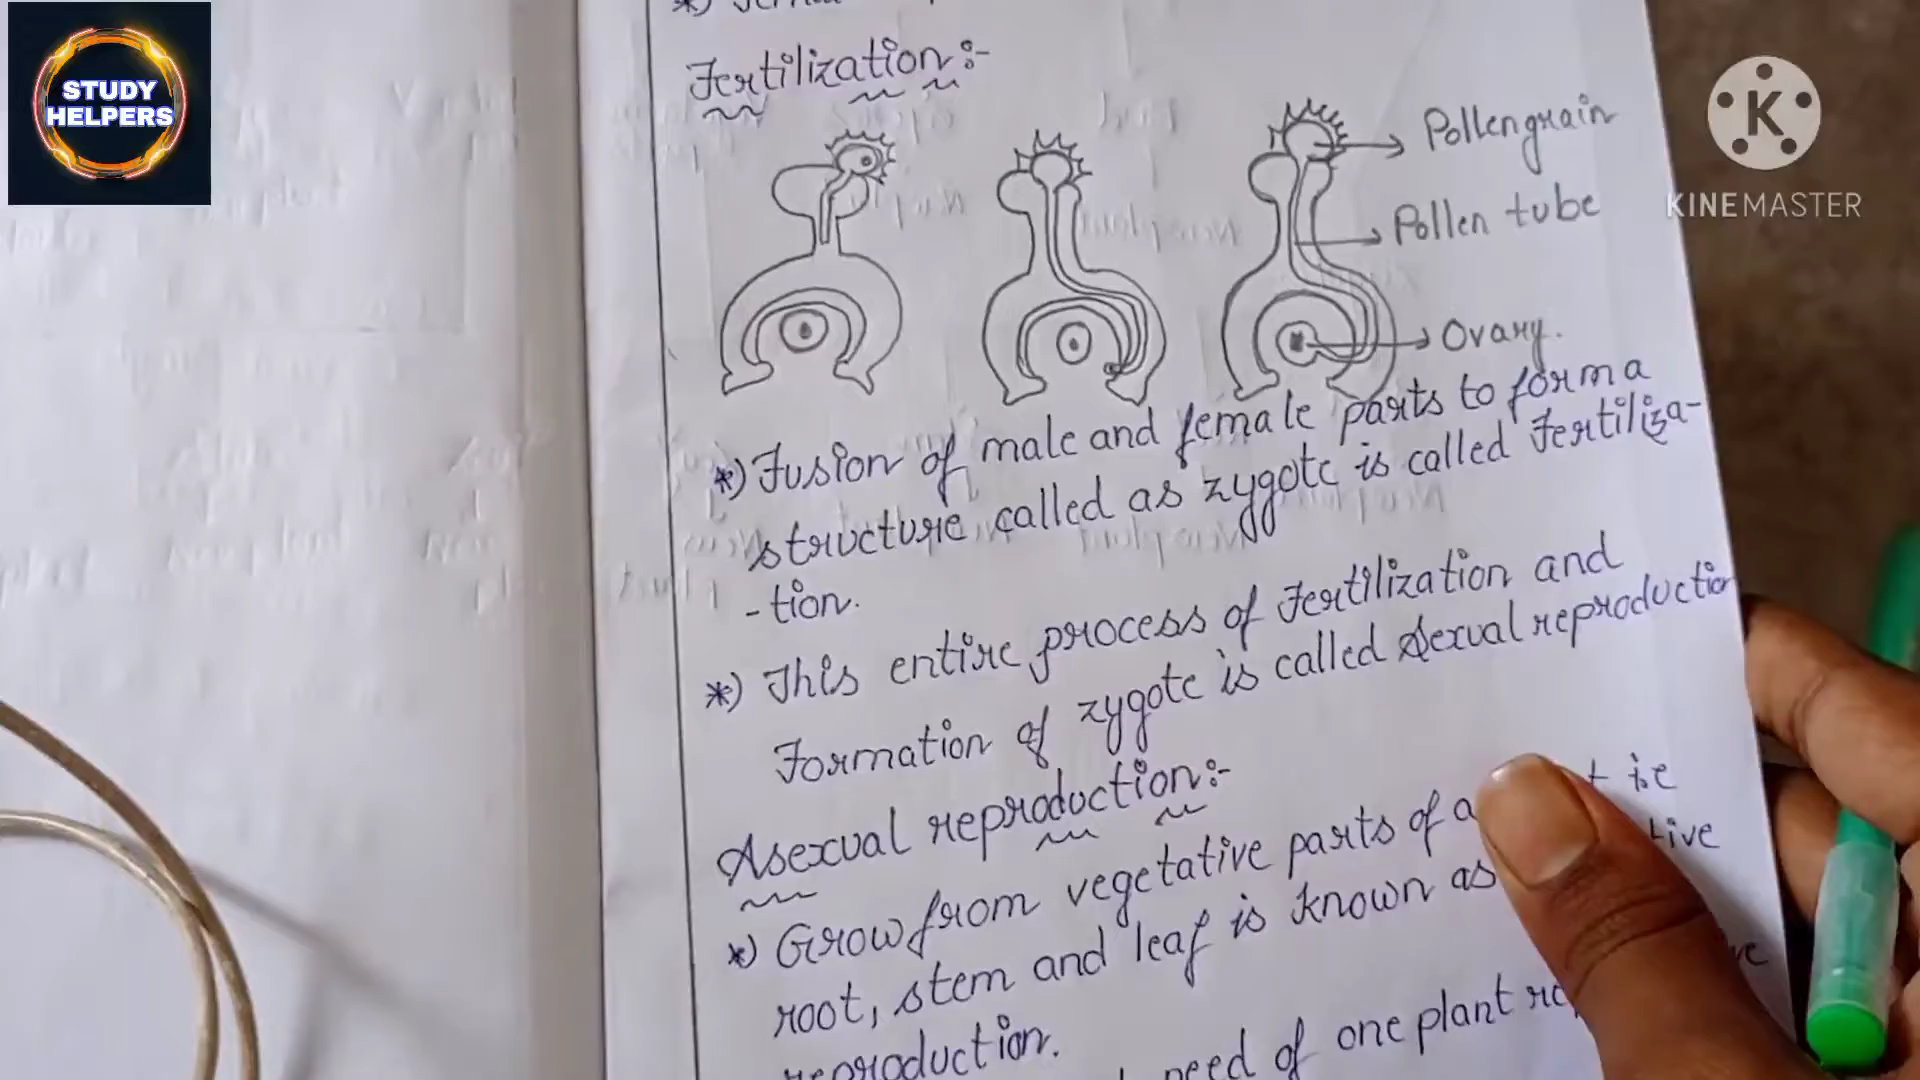 STUDY
HELPERS
KINEMASTER
Fertilization:-
Pollengrain
Pollen tube
Ovary.
*) Fusion of male and female parts to form a
structure called as zygote is called Fertiliza-
-tion.
*) This entire process of Fertilization and
Formation of zygote is called sexual reproduction
Asexual reproduction:-
*) Grow from vegetative parts of a
root, stem and leaf is known as
reproduction.
need of one plant